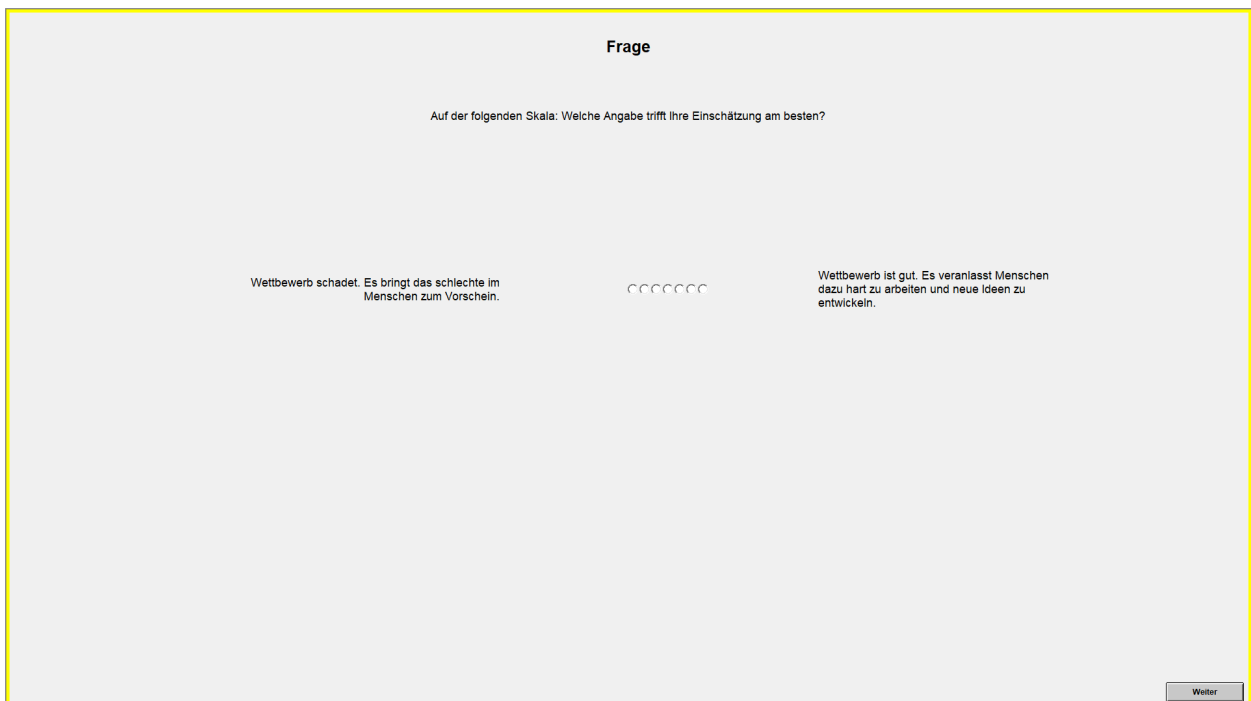 Frage
Auf der folgenden Skala: Welche Angabe trifft Ihre Einschätzung am besten?
Wettbewerb schadet. Es bringt das schlechte im
Menschen zum Vorschein.
Wettbewerb ist gut. Es veranlasst Menschen
dazu hart zu arbeiten und neue Ideen zu
entwickeln.
Weiter